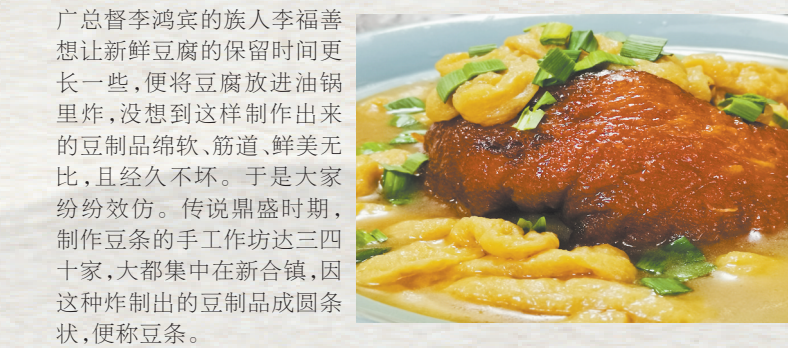 广总督李鸿宾的族人李福善
想让新鲜豆腐的保留时间更
长一些，便将豆腐放进油锅
里炸，没想到这样制作出来
的豆制品绵软、筋道、鲜美无
比，且经久不坏。于是大家
纷纷效仿。传说鼎盛时期，
制作豆条的手工作坊达三四
十家，大都集中在新合镇，因
这种炸制出的豆制品成圆条
状，便称豆条。